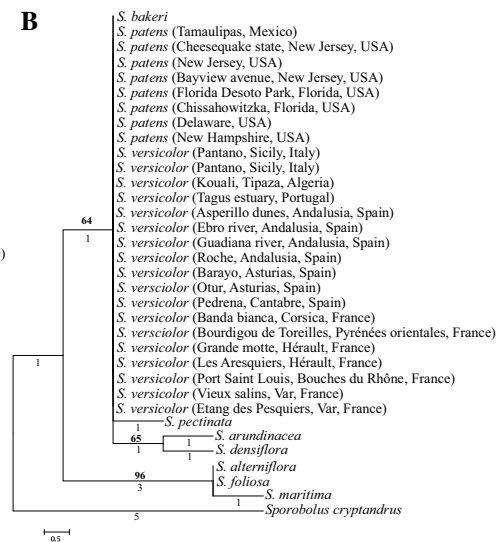 B
S. bakeri
S. patens (Tamaulipas, Mexico)
S. patens (Cheesequake state, New Jersey, USA)
S. patens (New Jersey, USA)
S. patens (Bayview avenue, New Jersey, USA)
S. patens (Florida Desoto Park, Florida, USA)
S. patens (Chissahowitzka, Florida, USA)
S. patens (Delaware, USA)
S. patens (New Hampshire, USA)
S. versicolor (Pantano, Sicily, Italy)
S. versicolor (Pantano, Sicily, Italy)
S. versicolor (Kouali, Tipaza, Algeria)
S. versicolor (Tagus estuary, Portugal)
S. versicolor (Asperillo dunes, Andalusia, Spain)
64
S. versicolor (Ebro river, Andalusia, Spain)
1
S. versicolor (Guadiana river, Andalusia, Spain)
S. versicolor (Roche, Andalusia, Spain)
)
S. versicolor (Barayo, Asturias, Spain)
S. versciolor (Otur, Asturias, Spain)
S. versicolor (Pedrena, Cantabre, Spain)
S. versicolor (Banda bianca, Corsica, France)
S. versciolor (Bourdigou de Toreilles, Pyrénées orientales, France)
S. versicolor (Grande motte, Hérault, France)
1
S. versicolor (Les Aresquiers, Hérault, France)
S. versicolor (Port Saint Louis, Bouches du Rhône, France)
S. versicolor (Vieux salins, Var, France)
S. versicolor (Etang des Pesquiers, Var, France)
1
S. pectinata
65
1
1
S. arundinacea
1
S. densiflora
96
3
S. alterniflora
S. foliosa
1
S. maritima
5
Sporobolus cryptandrus
0.5